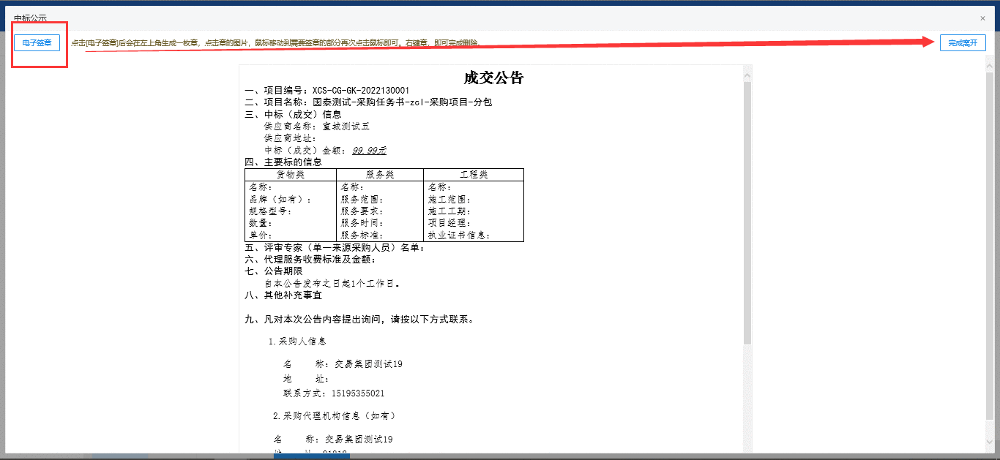 中标公示
×
电子签章
点击[电子签章]后会在左上角生成一枚章，点击章的图片，鼠标移动到需要签章的部分再次点击鼠标即可。右键章，即可完成删除。
完成离开
成交公告
一、项目编号：XCS-CG-GK-2022130001
二、项目名称：国泰测试-采购任务书-zcl-采购项目-分包
三、中标（成交）信息
供应商名称：宣城测试五
供应商地址：
中标（成交）金额： 99.99元
四、主要标的信息
货物类 服务类 工程类
名称： 名称： 名称：
品牌（如有）： 服务范围： 施工范围：
规格型号： 服务要求： 施工工期：
数量： 服务时间： 项目经理：
单价： 服务标准： 执业证书信息：
五、评审专家（单一来源采购人员）名单：
六、代理服务收费标准及金额：
七、公告期限
自本公告发布之日起1个工作日。
八、其他补充事宜
九、凡对本次公告内容提出询问，请按以下方式联系。
1.采购人信息
名 称：交易集团测试19
地 址：
联系方式：15195355021
2.采购代理机构信息（如有）
名 称：交易集团测试19